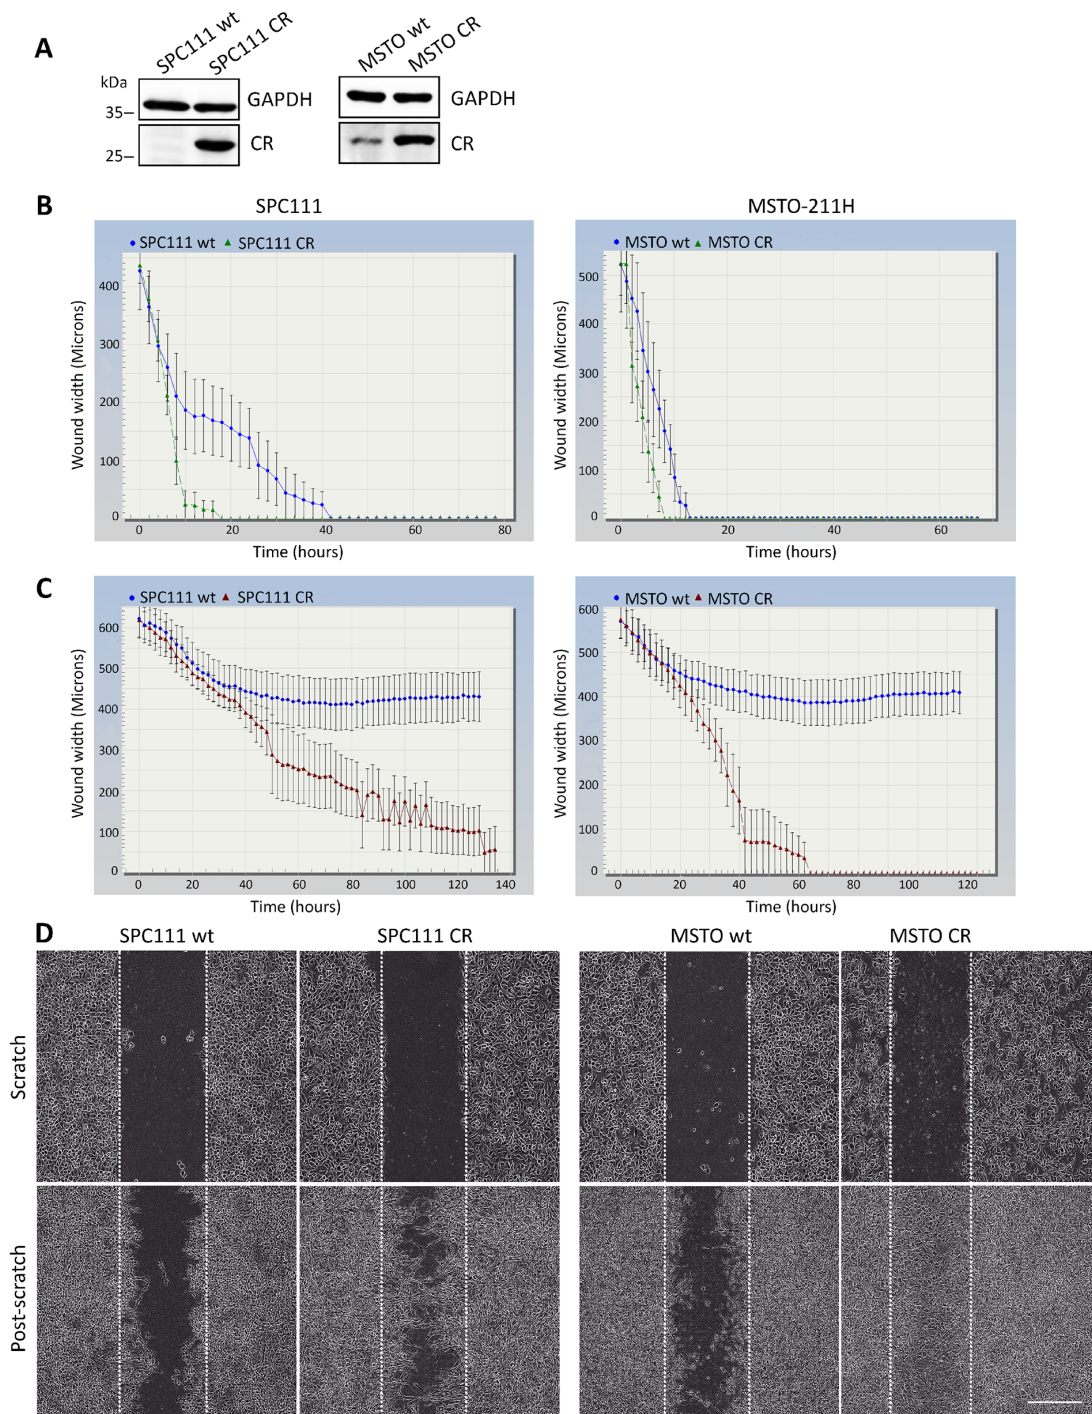 A
SPC111 wt
SPC111 CR
MSTO wt
MSTO CR
kDa
35
25
GAPDH
CR
GAPDH
CR
B
SPC111
MSTO-211H
SPC111 wt SPC111 CR
Wound width (Microns)
400
300
200
100
0
0 20 40 60 80
Time (hours)
MSTO wt MSTO CR
Wound width (Microns)
500
400
300
200
100
0
0 20 40 60
Time (hours)
C
SPC111 wt SPC111 CR
Wound width (Microns)
600
500
400
300
200
100
0
0 20 40 60 80 100 120 140
Time (hours)
MSTO wt MSTO CR
Wound width (Microns)
600
500
400
300
200
100
0
0 20 40 60 80 100 120
Time (hours)
D
SPC111 wt SPC111 CR MSTO wt MSTO CR
Scratch
Post-scratch